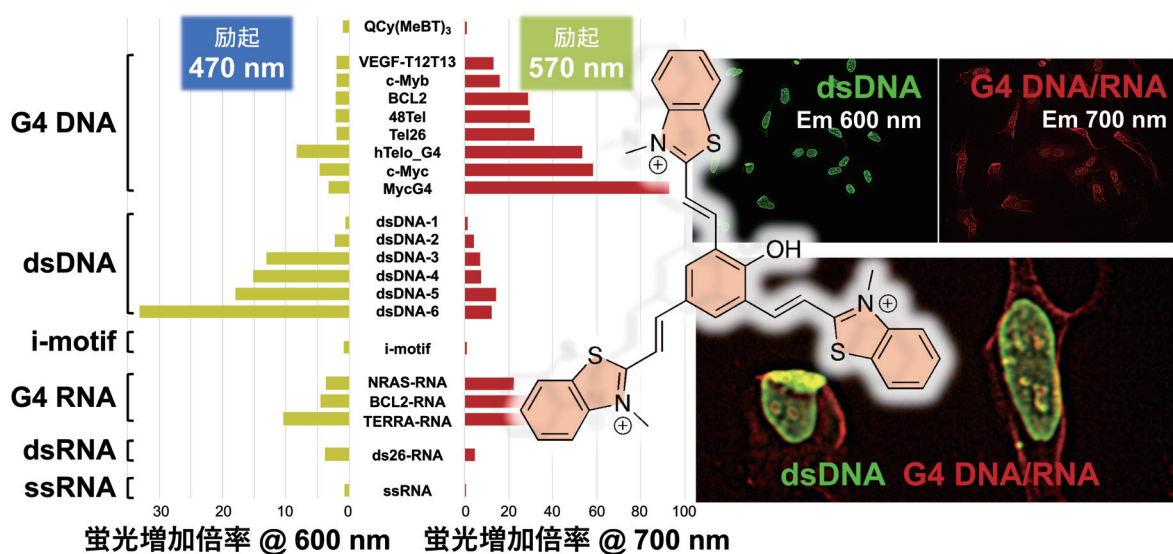 励起
470 nm
QCy(MeBT)₃
励起
570 nm
G4 DNA
VEGF-T12T13
c-Myb
BCL2
48Tel
Tel26
hTelo_G4
c-Myc
MycG4
dsDNA
dsDNA-1
dsDNA-2
dsDNA-3
dsDNA-4
dsDNA-5
dsDNA-6
i-motif
i-motif
G4 RNA
NRAS-RNA
BCL2-RNA
TERRA-RNA
dsRNA
ds26-RNA
ssRNA
ssRNA
30 20 10 0
0 20 40 60 80 100
蛍光増加倍率 @ 600 nm
蛍光増加倍率 @ 700 nm
S
N
⊕
OH
N
⊕
S
S
N
⊕
dsDNA
Em 600 nm
G4 DNA/RNA
Em 700 nm
dsDNA G4 DNA/RNA